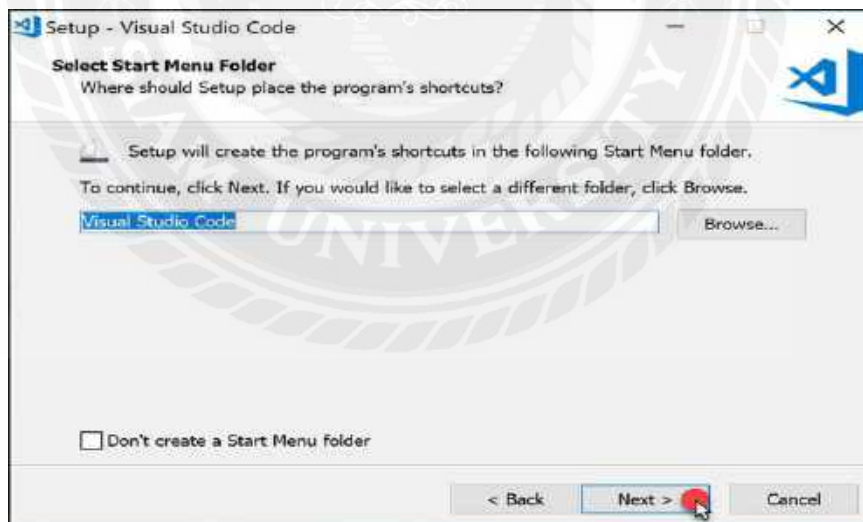 Setup - Visual Studio Code
Select Start Menu Folder
Where should Setup place the program's shortcuts?
Setup will create the program's shortcuts in the following Start Menu folder.
To continue, click Next. If you would like to select a different folder, click Browse.
Visual Studio Code
Browse...
UNIVERSITY
Don't create a Start Menu folder
< Back
Next >
Cancel